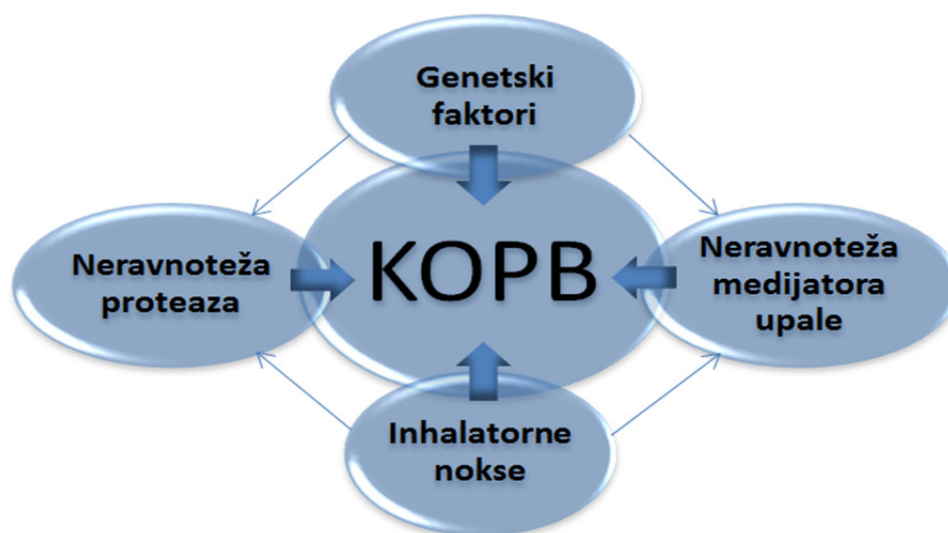 Genetski
faktori
Neravnoteža
proteaza
KOPB
Neravnoteža
medijatora
upale
Inhalatorne
nokse